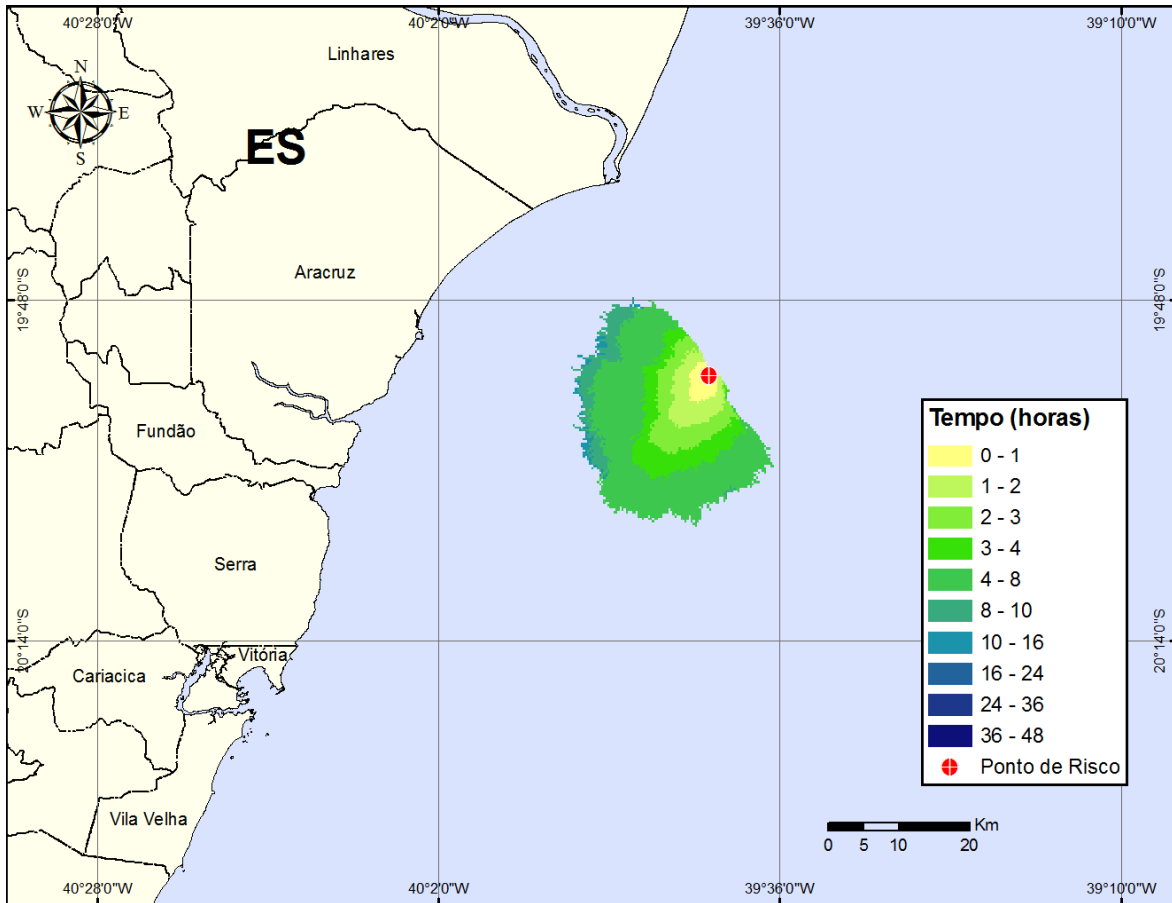 40°28'0"W
40°2'0"W
39°36'0"W
39°10'0"W
Linhares
N
W
E
S
ES
Aracruz
19°48'0"S
19°48'0"S
Fundão
Tempo (horas)
0 - 1
1 - 2
2 - 3
3 - 4
4 - 8
8 - 10
10 - 16
16 - 24
24 - 36
36 - 48
Ponto de Risco
Serra
20°14'0"S
20°14'0"S
Vitória
Cariacica
Vila Velha
Km
0 5 10 20
40°28'0"W
40°2'0"W
39°36'0"W
39°10'0"W